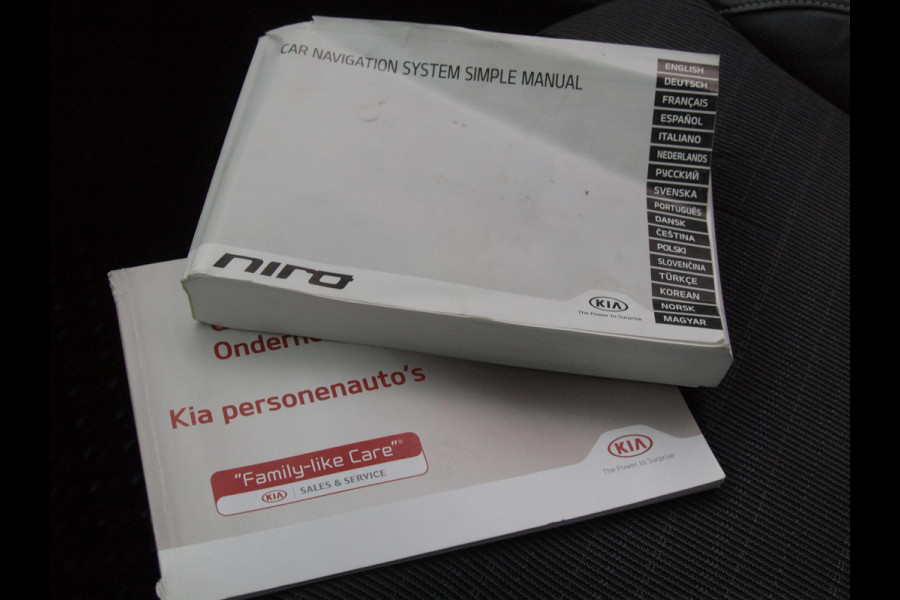 CAR NAVIGATION SYSTEM SIMPLE MANUAL
ENGLISH
DEUTSCH
FRANÇAIS
ESPAÑOL
ITALIANO
NEDERLANDS
РУССКИЙ
SVENSKA
PORTUGUÊS
DANSK
ČEŠTINA
POLSKI
SLOVENČINA
TÜRKÇE
KOREAN
NORSK
MAGYAR
niro
KIA
The Power to Surprise
Kia personenauto's
"Family-like Care"®
KIA SALES & SERVICE
KIA
The Power to Surprise